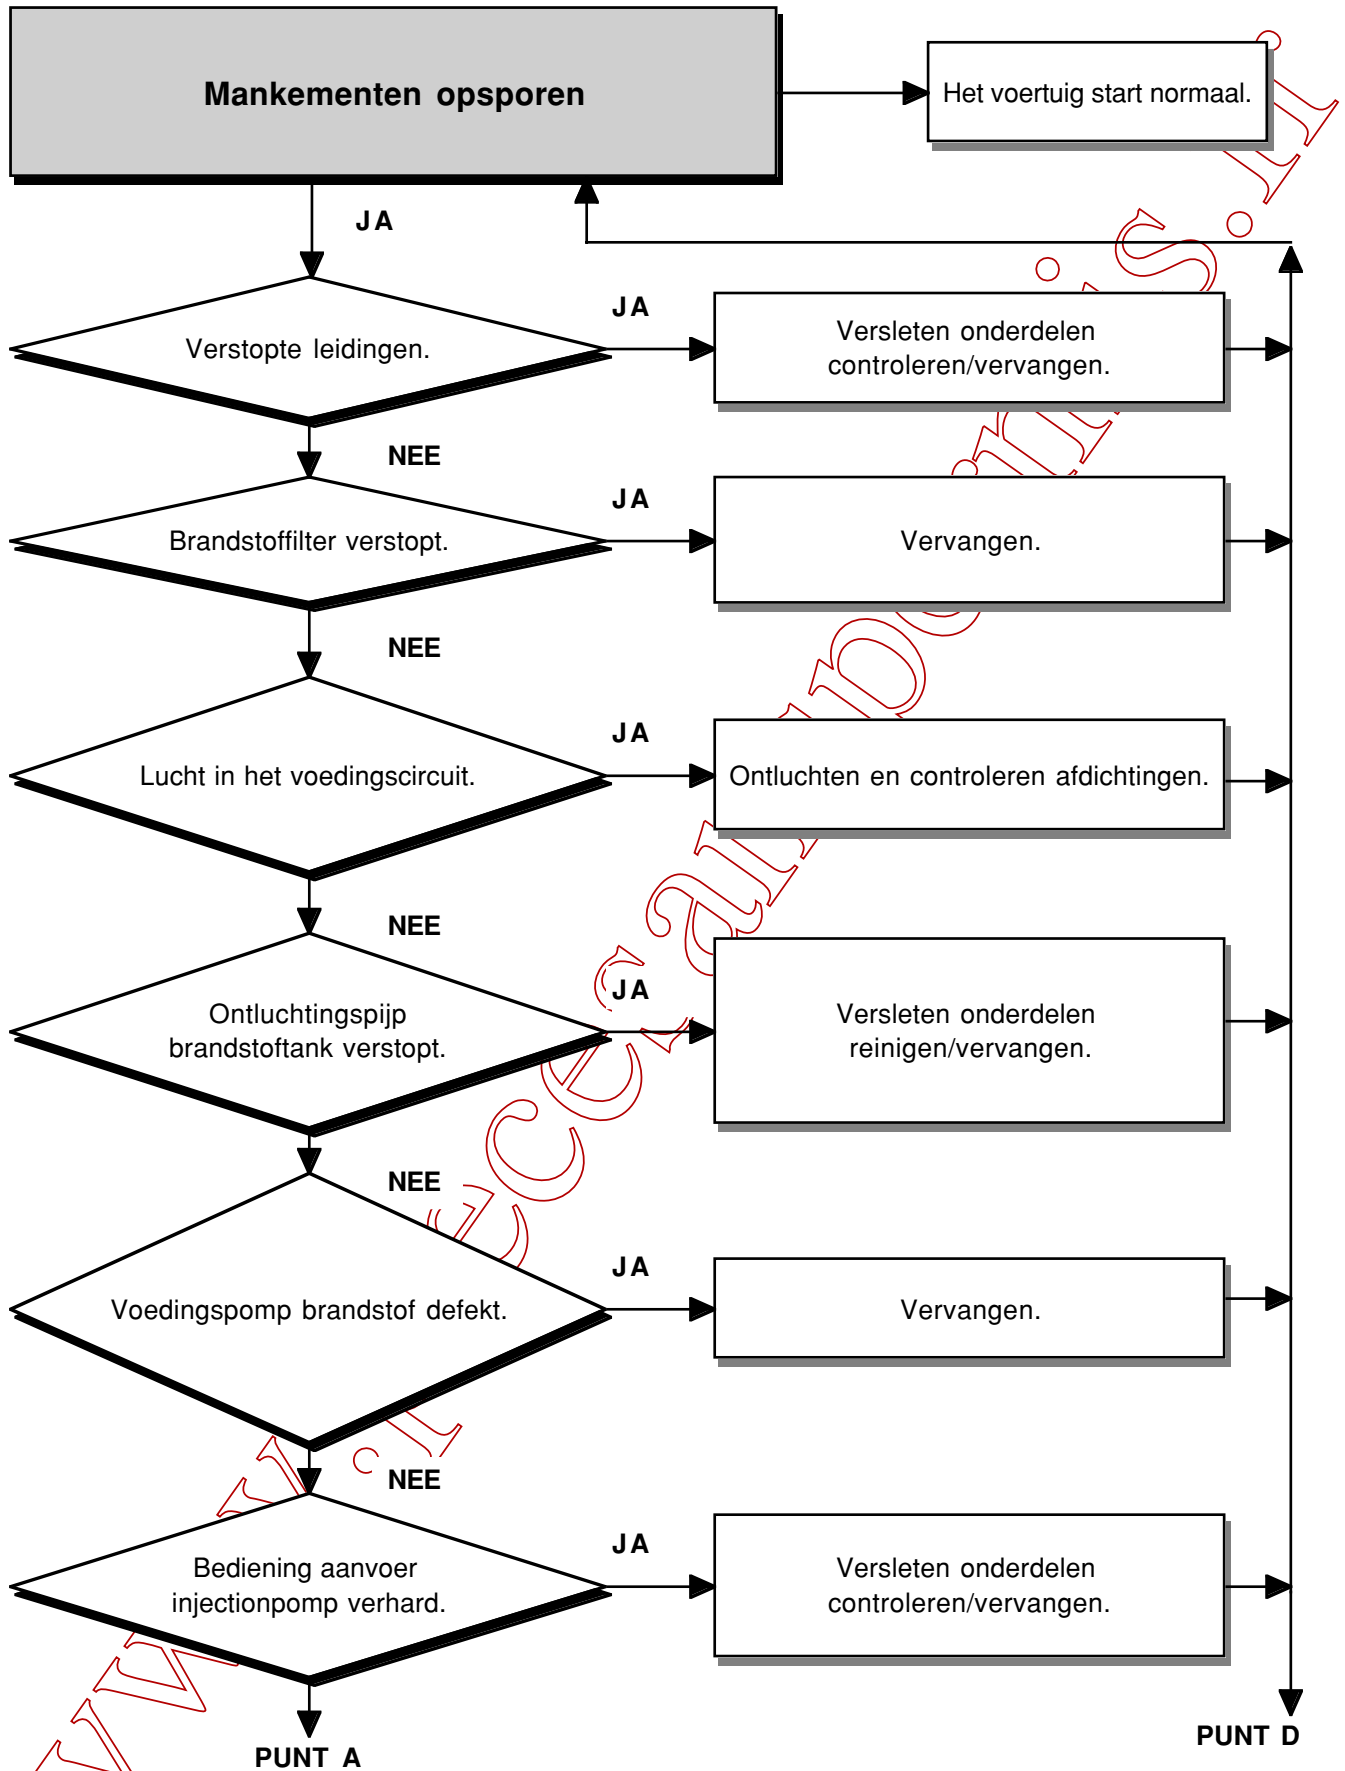 Mankementen opsporen
Het voertuig start normaal.
JA
Verstopte leidingen.
JA
Versleten onderdelen
controleren/vervangen.
NEE
Brandstoffilter verstopt.
JA
Vervangen.
NEE
Lucht in het voedingscircuit.
JA
Ontluchten en controleren afdichtingen.
NEE
Ontluchtingspijp
brandstoftank verstopt.
JA
Versleten onderdelen
reinigen/vervangen.
NEE
Voedingspomp brandstof defekt.
JA
Vervangen.
NEE
Bediening aanvoer
injectionpomp verhard.
JA
Versleten onderdelen
controleren/vervangen.
PUNT A
PUNT D